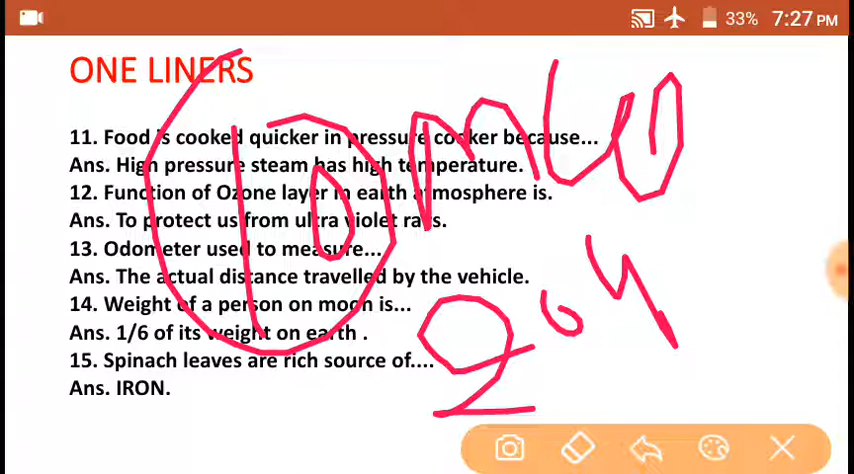 33% 7:27 PM
ONE LINERS
11. Food is cooked quicker in pressure cooker because...
Ans. High pressure steam has high temperature.
12. Function of Ozone layer in earth atmosphere is.
Ans. To protect us from ultra violet rays.
13. Odometer used to measure...
Ans. The actual distance travelled by the vehicle.
14. Weight of a person on moon is...
Ans. 1/6 of its weight on earth .
15. Spinach leaves are rich source of....
Ans. IRON.